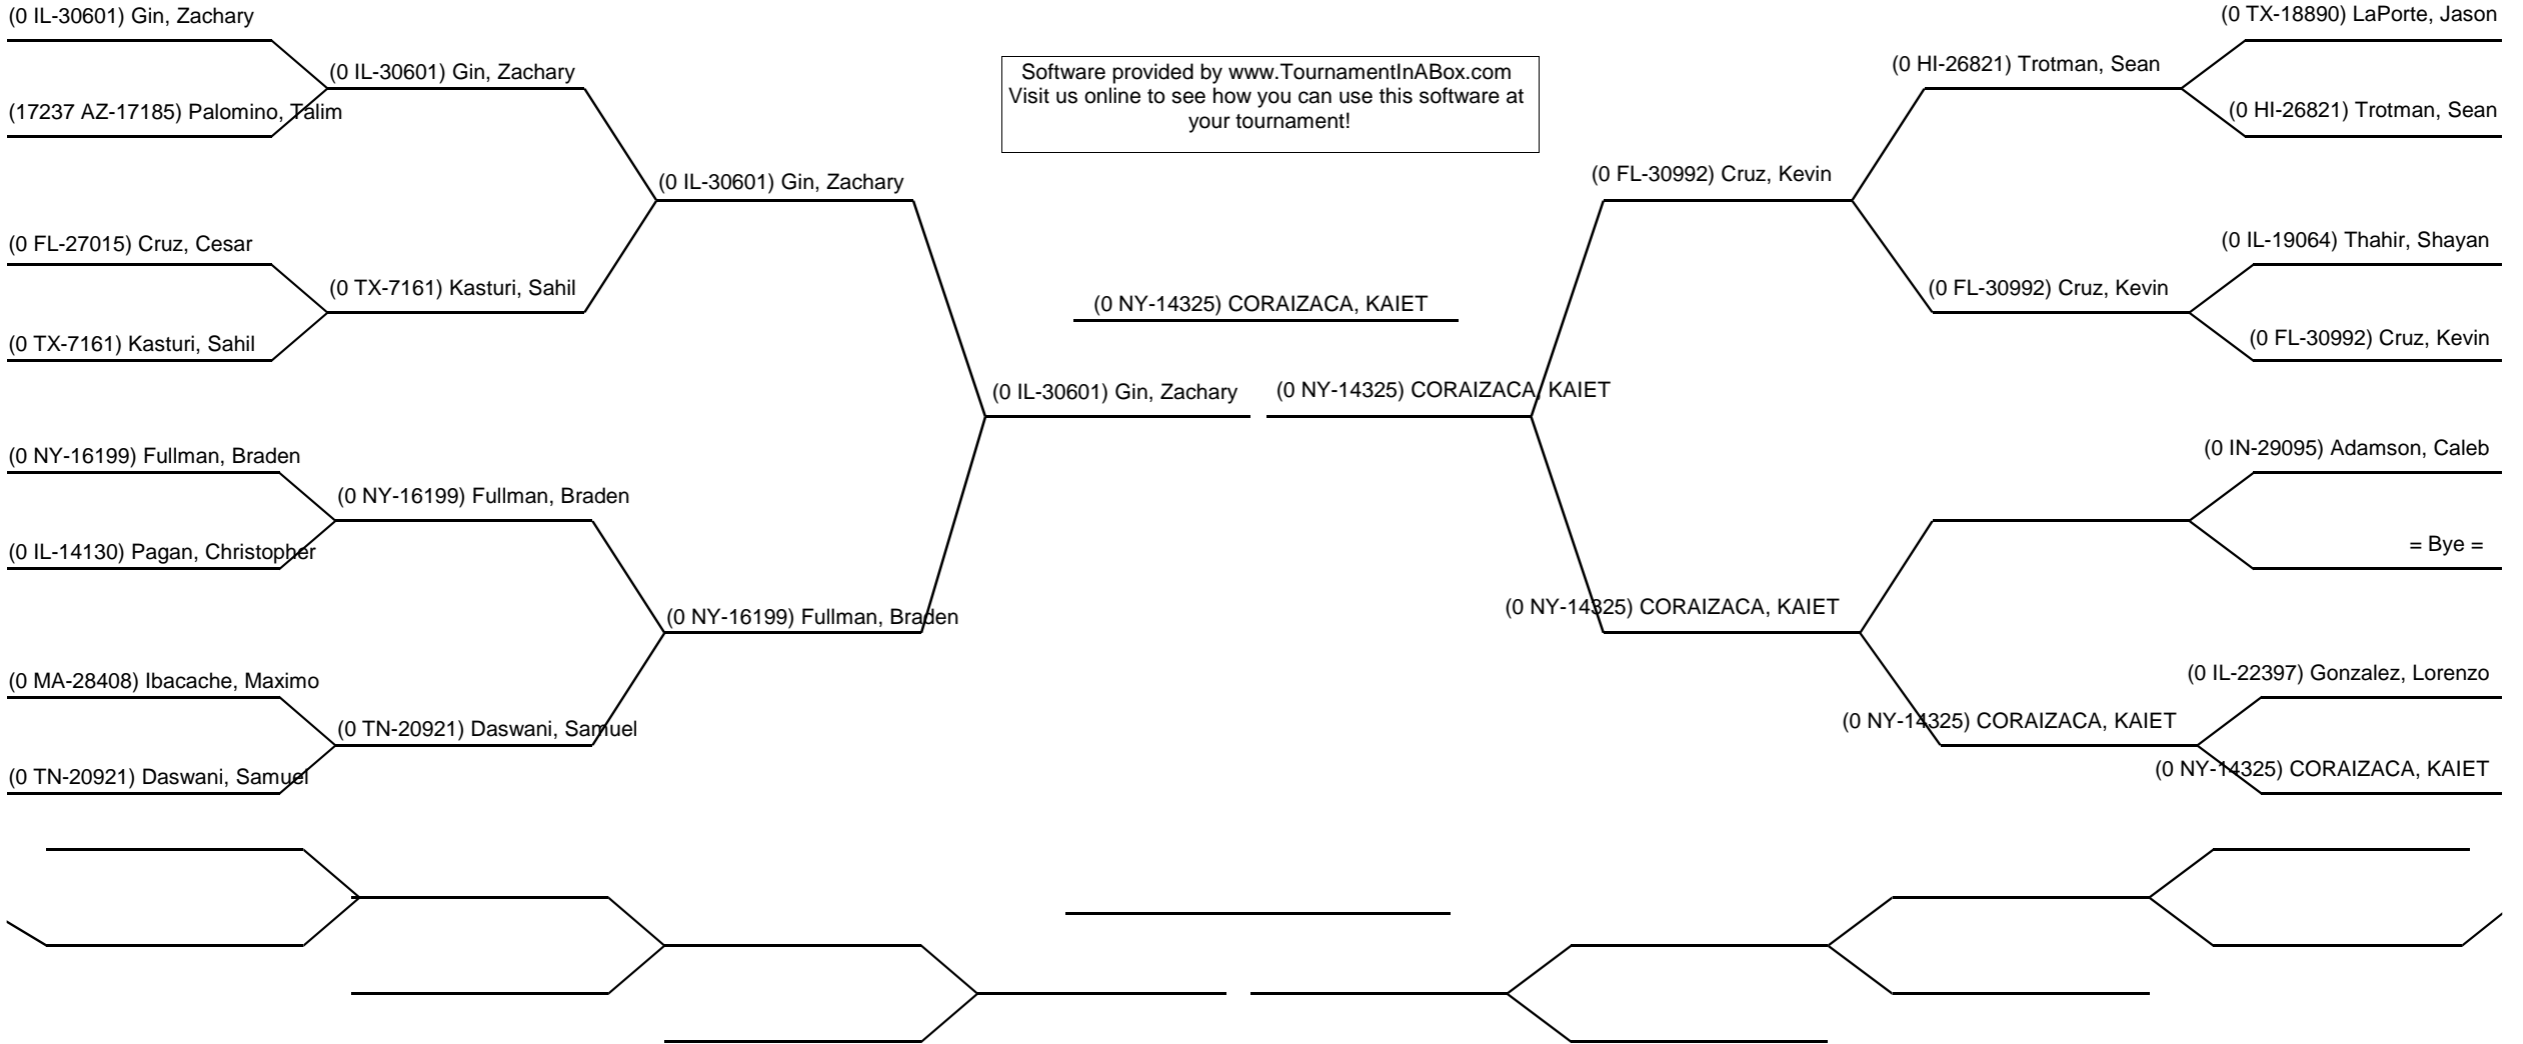 (0 IL-30601) Gin, Zachary
(17237 AZ-17185) Palomino, Talim
(0 FL-27015) Cruz, Cesar
(0 TX-7161) Kasturi, Sahil
(0 NY-16199) Fullman, Braden
(0 IL-14130) Pagan, Christopher
(0 MA-28408) Ibacache, Maximo
(0 TN-20921) Daswani, Samuel
(0 IL-30601) Gin, Zachary
(0 TX-7161) Kasturi, Sahil
(0 NY-16199) Fullman, Braden
(0 TN-20921) Daswani, Samuel
(0 IL-30601) Gin, Zachary
(0 NY-16199) Fullman, Braden
(0 IL-30601) Gin, Zachary
Software provided by www.TournamentInABox.com
Visit us online to see how you can use this software at
your tournament!
(0 NY-14325) CORAIZACA, KAIET
(0 NY-14325) CORAIZACA, KAIET
(0 FL-30992) Cruz, Kevin
(0 NY-14325) CORAIZACA, KAIET
(0 HI-26821) Trotman, Sean
(0 FL-30992) Cruz, Kevin
(0 NY-14325) CORAIZACA, KAIET
(0 TX-18890) LaPorte, Jason
(0 HI-26821) Trotman, Sean
(0 IL-19064) Thahir, Shayan
(0 FL-30992) Cruz, Kevin
(0 IN-29095) Adamson, Caleb
= Bye =
(0 IL-22397) Gonzalez, Lorenzo
(0 NY-14325) CORAIZACA, KAIET